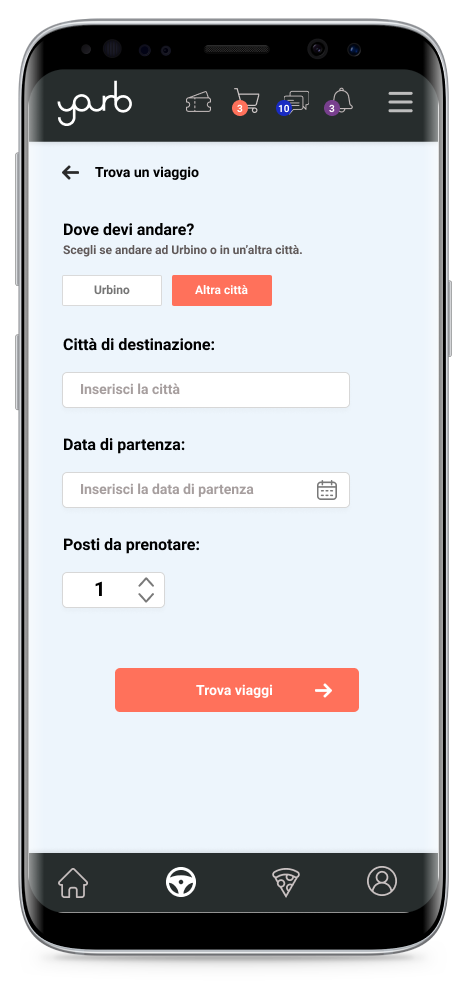 yourb
3
10
3
Trova un viaggio
Dove devi andare?
Scegli se andare ad Urbino o in un'altra città.
Urbino
Altra città
Città di destinazione:
Inserisci la città
Data di partenza:
Inserisci la data di partenza
Posti da prenotare:
1
Trova viaggi